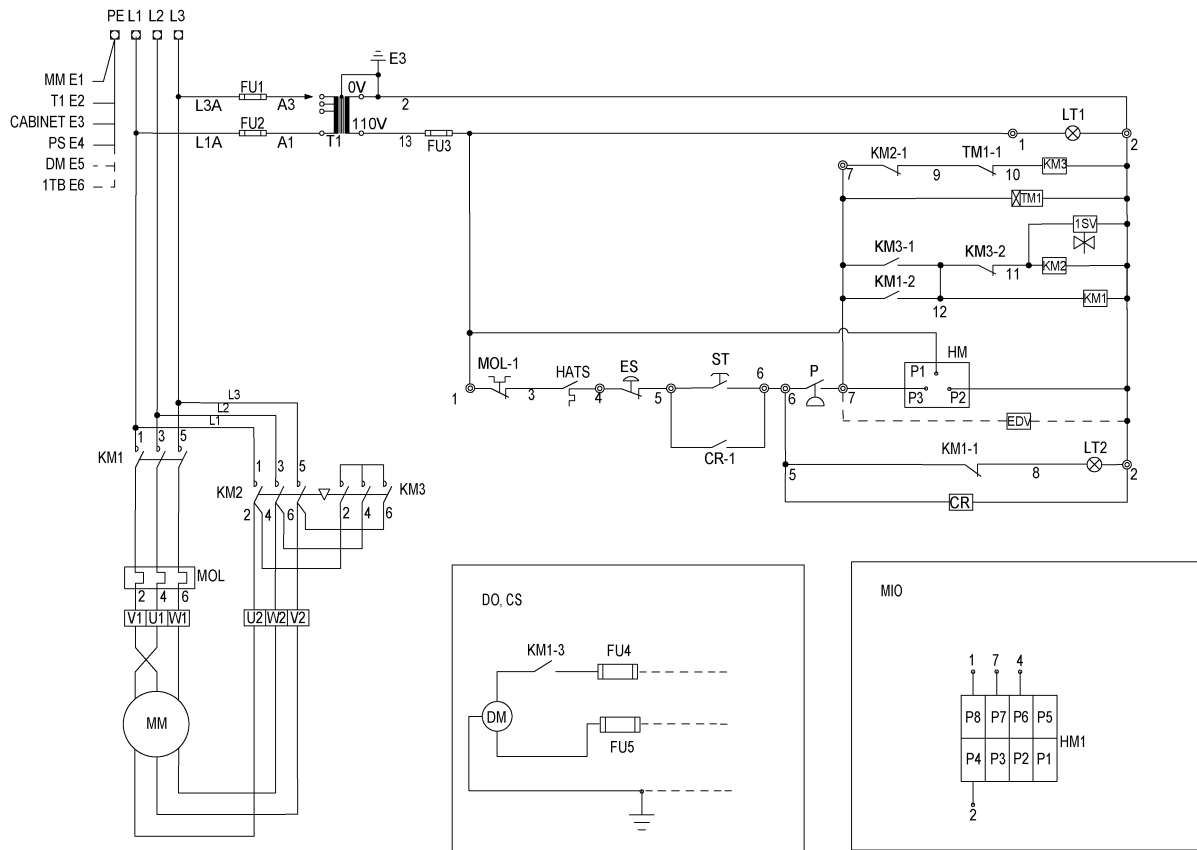 PE L1 L2 L3
MM E1
T1 E2
CABINET E3
PS E4
DM E5
1TB E6
L3A FU1 A3
L1A FU2 A1
T1
0V
E3
2
110V
13 FU3
1 LT1 2
7 KM2-1 9 TM1-1 10 KM3
TM1
1SV
KM3-1 KM3-2 11 KM2
KM1-2 12 KM1
1 MOL-1 3 HATS 4 ES 5 ST 6
6 P 7
HM
P1
P3 P2
EDV
CR-1
5 KM1-1 8 LT2 2
CR
L3
L2
L1
KM1 1 3 5
KM2 1 3 5 KM3
2 4 6 2 4 6
MOL
2 4 6
V1 U1 W1
U2 W2 V2
MM
DO, CS
KM1-3 FU4
DM
FU5
MIO
1 7 4
P8 P7 P6 P5
P4 P3 P2 P1
HM1
2